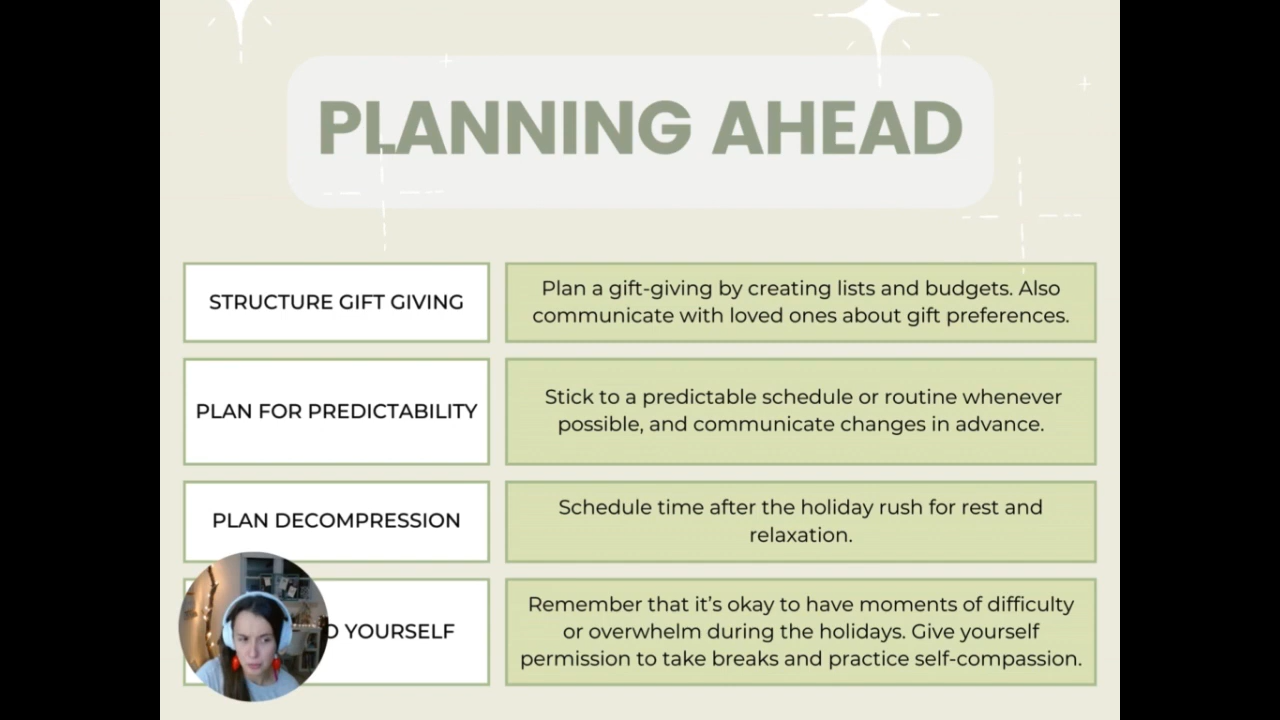 PLANNING AHEAD
STRUCTURE GIFT GIVING
Plan a gift-giving by creating lists and budgets. Also
communicate with loved ones about gift preferences.
PLAN FOR PREDICTABILITY
Stick to a predictable schedule or routine whenever
possible, and communicate changes in advance.
PLAN DECOMPRESSION
Schedule time after the holiday rush for rest and
relaxation.
YOURSELF
Remember that it’s okay to have moments of difficulty
or overwhelm during the holidays. Give yourself
permission to take breaks and practice self-compassion.